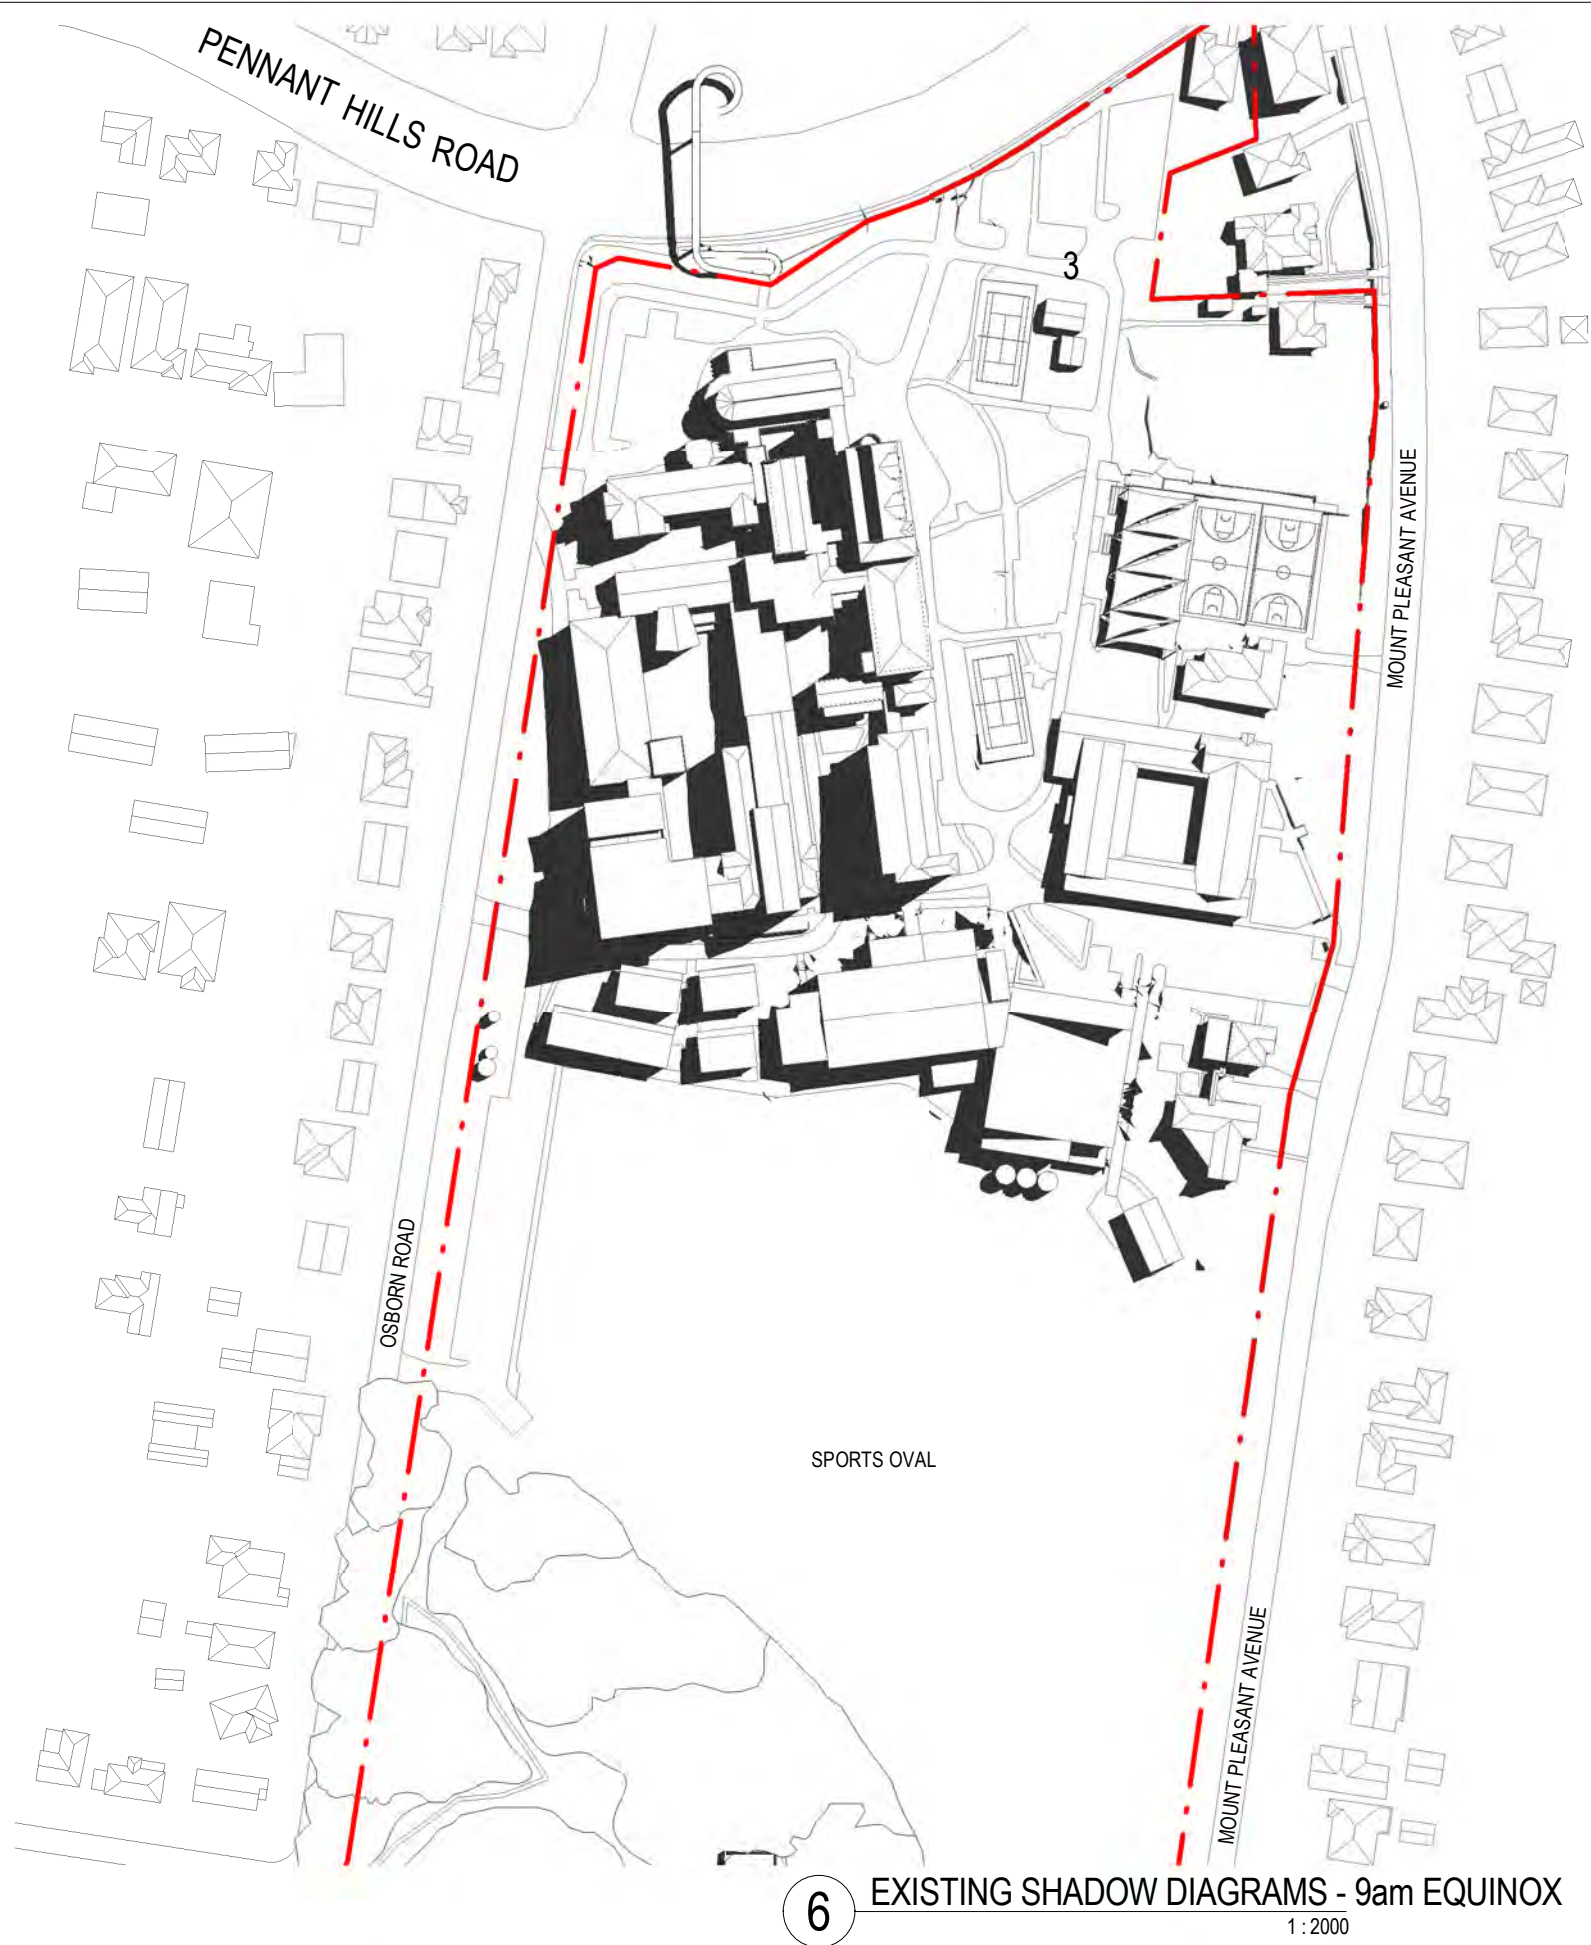 PENNANT HILLS ROAD
3
MOUNT PLEASANT AVENUE
OSBORN ROAD
SPORTS OVAL
MOUNT PLEASANT AVENUE
6
EXISTING SHADOW DIAGRAMS - 9am EQUINOX
1 : 2000